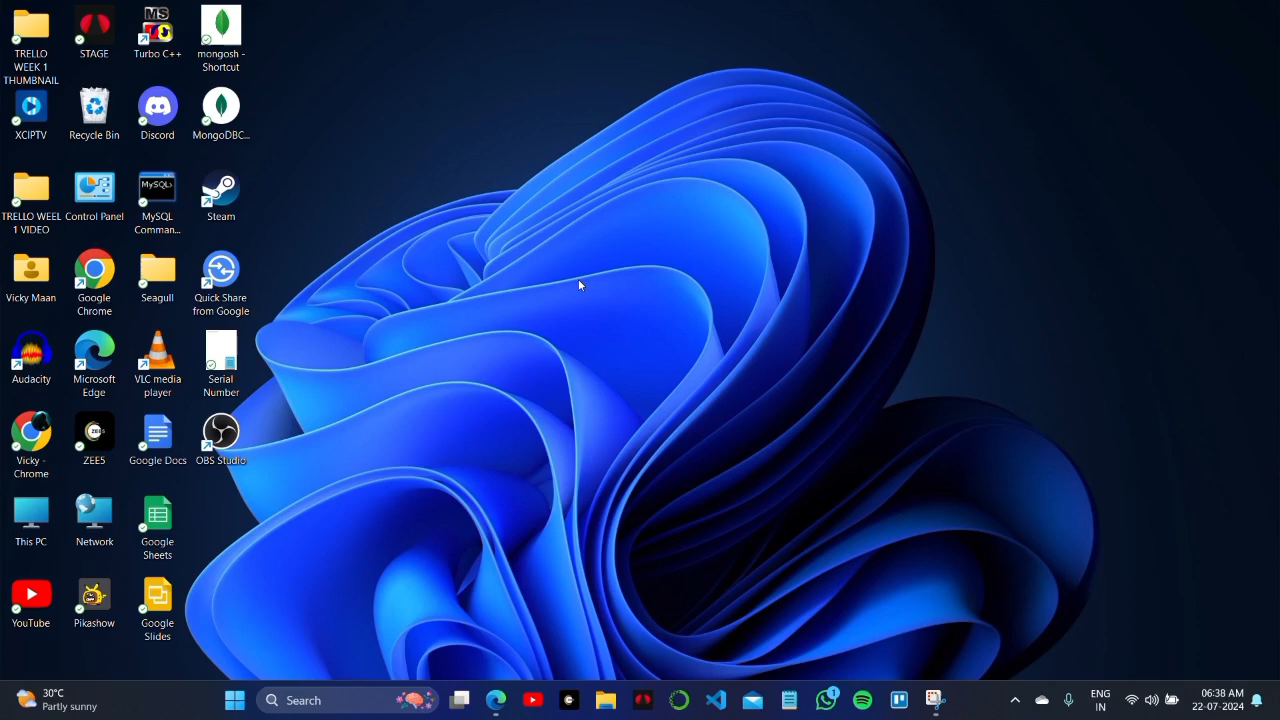 TRELLO
WEEK 1
THUMBNAIL
STAGE
Turbo C++
mongosh -
Shortcut
XCIPTV
Recycle Bin
Discord
MongoDBC...
TRELLO WEEL
1 VIDEO
Control Panel
MySQL
Comman...
Steam
Vicky Maan
Google
Chrome
Seagull
Quick Share
from Google
Audacity
Microsoft
Edge
VLC media
player
Serial
Number
Vicky -
Chrome
ZEE5
Google Docs
OBS Studio
This PC
Network
Google
Sheets
YouTube
Pikashow
Google
Slides
30°C
Partly sunny
Search
1
ENG
IN
06:38 AM
22-07-2024